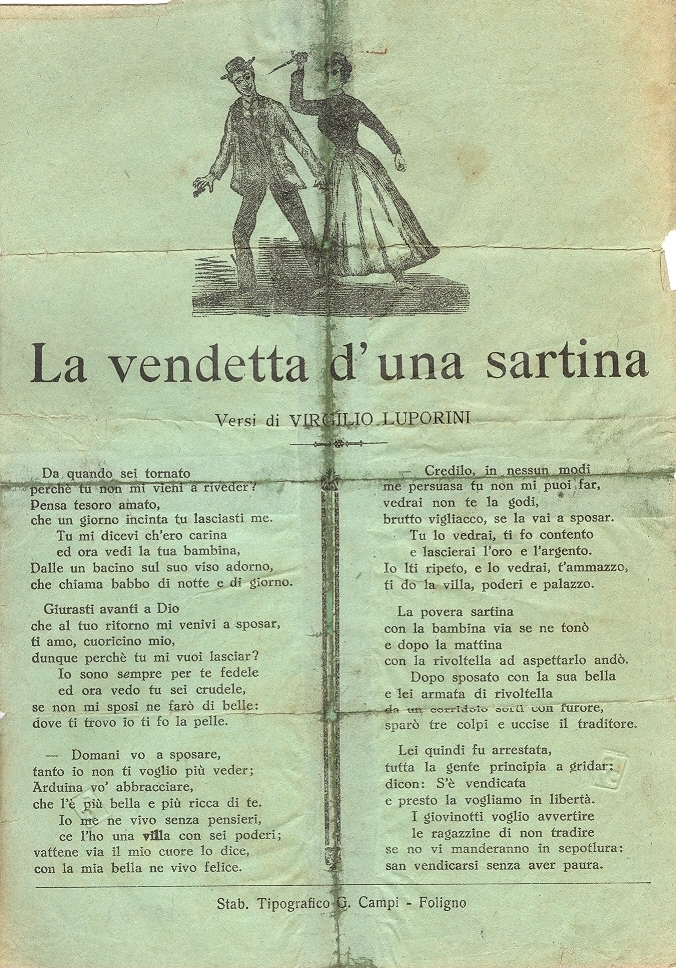 La vendetta d'una sartina
Versi di VIRGILIO LUPORINI
Da quando sei tornato
perchè tu non mi vieni a riveder?
Pensa tesoro amato,
che un giorno incinta tu lasciasti me.
Tu mi dicevi ch'ero carina
ed ora vedi la tua bambina,
Dalle un bacino sul suo viso adorno,
che chiama babbo di notte e di giorno.
Giurasti avanti a Dio
che al tuo ritorno mi venivi a sposar,
ti amo, cuoricino mio,
dunque perchè tu mi vuoi lasciar?
Io sono sempre per te fedele
ed ora vedo tu sei crudele,
se non mi sposi ne farò di belle:
dove ti trovo io ti fo la pelle.
— Domani vo a sposare,
tanto io non ti voglio più veder;
Arduina vo' abbracciare,
che l'è più bella e più ricca di te.
Io me ne vivo senza pensieri,
ce l'ho una villa con sei poderi;
vattene via il mio cuore lo dice,
con la mia bella ne vivo felice.
— Credilo, in nessun modi
me persuasa tu non mi puoi far,
vedrai non te la godi,
brutto vigliacco, se la vai a sposar.
Tu lo vedrai, ti fo contento
e lascierai l'oro e l'argento.
Io lti ripeto, e lo vedrai, t'ammazzo,
ti do la villa, poderi e palazzo.
La povera sartina
con la bambina via se ne tonò
e dopo la mattina
con la rivoltella ad aspettarlo andò.
Dopo sposato con la sua bella
e lei armata di rivoltella
da un corridoio sortì con furore,
sparò tre colpi e uccise il traditore.
Lei quindi fu arrestata,
tutta la gente principia a gridar:
dicon: S'è vendicata
e presto la vogliamo in libertà.
I giovinotti voglio avvertire
le ragazzine di non tradire
se no vi manderanno in sepotlura:
san vendicarsi senza aver paura.
Stab. Tipografico G. Campi - Foligno